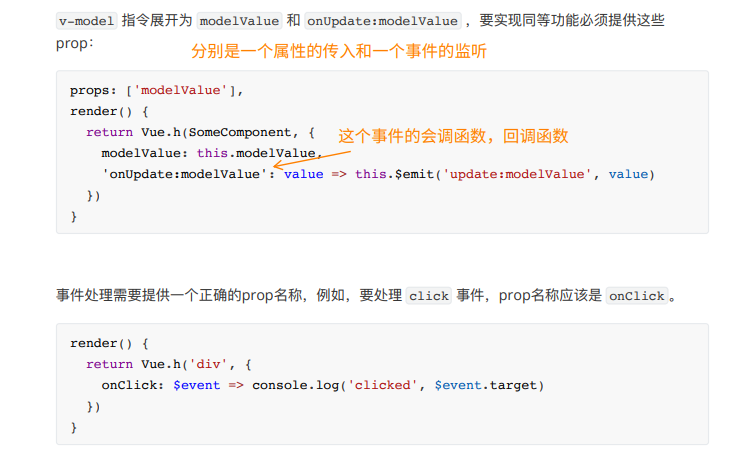 v-model 指令展开为 modelValue 和 onUpdate:modelValue ，要实现同等功能必须提供这些
prop：
分别是一个属性的传入和一个事件的监听
props: ['modelValue'],
render() {
return Vue.h(SomeComponent, {
这个事件的会调函数，回调函数
modelValue: this.modelValue,
'onUpdate:modelValue': value => this.$emit('update:modelValue', value)
})
}
事件处理需要提供一个正确的prop名称，例如，要处理 click 事件，prop名称应该是 onClick 。
render() {
return Vue.h('div', {
onClick: $event => console.log('clicked', $event.target)
})
}